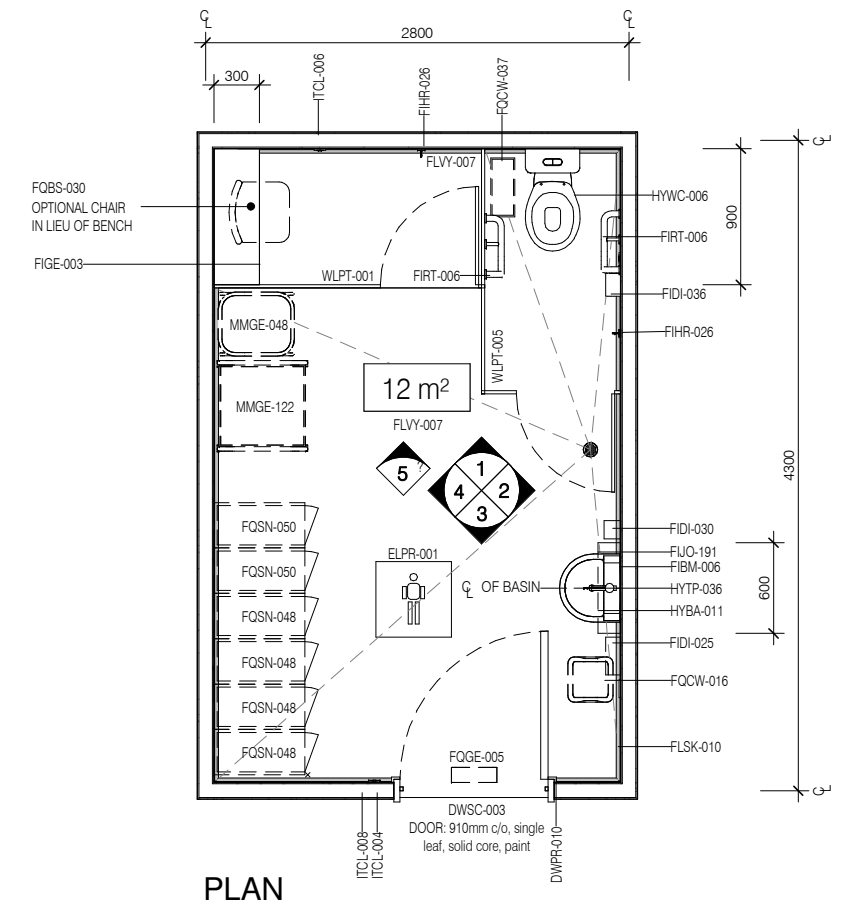 ℄
℄
2800
300
ITCL-006
FIHR-026
FQCW-037
℄
FLVY-007
FQBS-030
OPTIONAL CHAIR
IN LIEU OF BENCH
HYWC-006
900
FIRT-006
FIGE-003
WLPT-001
FIRT-006
FIDI-036
MMGE-048
FIHR-026
WLPT-005
12 m²
MMGE-122
FLVY-007
5
?
1
4
2
3
4300
FQSN-050
FIDI-030
ELPR-001
FIJO-191
FQSN-050
FIBM-006
℄ OF BASIN
HYTP-036
600
FQSN-048
HYBA-011
FQSN-048
FIDI-025
FQCW-016
FQSN-048
FQSN-048
FLSK-010
FQGE-005
℄
DWSC-003
DOOR: 910mm c/o, single
leaf, solid core, paint
ITCL-008
ITCL-004
DWPR-010
PLAN